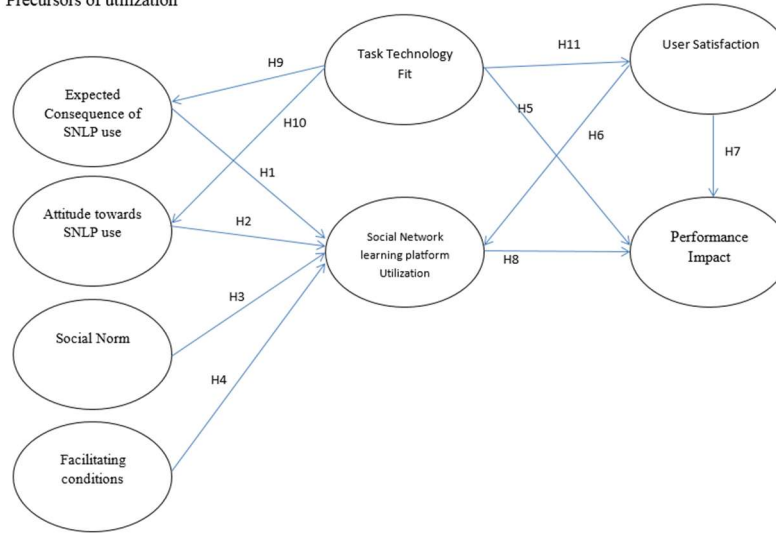 Precursors of utilization
Expected
Consequence of
SNLP use
Attitude towards
SNLP use
Social Norm
Facilitating
conditions
Task Technology
Fit
Social Network
learning platform
Utilization
User Satisfaction
Performance
Impact
H9
H10
H1
H2
H3
H4
H11
H5
H6
H7
H8